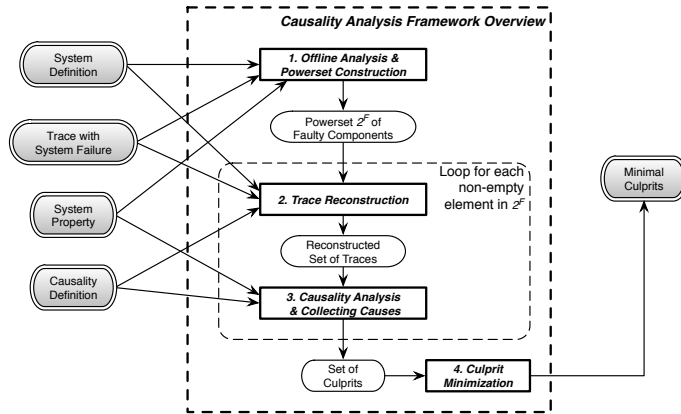 Causality Analysis Framework Overview
System
Definition
1. Offline Analysis &
Powerset Construction
Powerset 2^F of
Faulty Components
Trace with
System Failure
Loop for each
non-empty
element in 2^F
Minimal
Culprits
2. Trace Reconstruction
System
Property
Reconstructed
Set of Traces
Causality
Definition
3. Causality Analysis
& Collecting Causes
Set of
Culprits
4. Culprit
Minimization